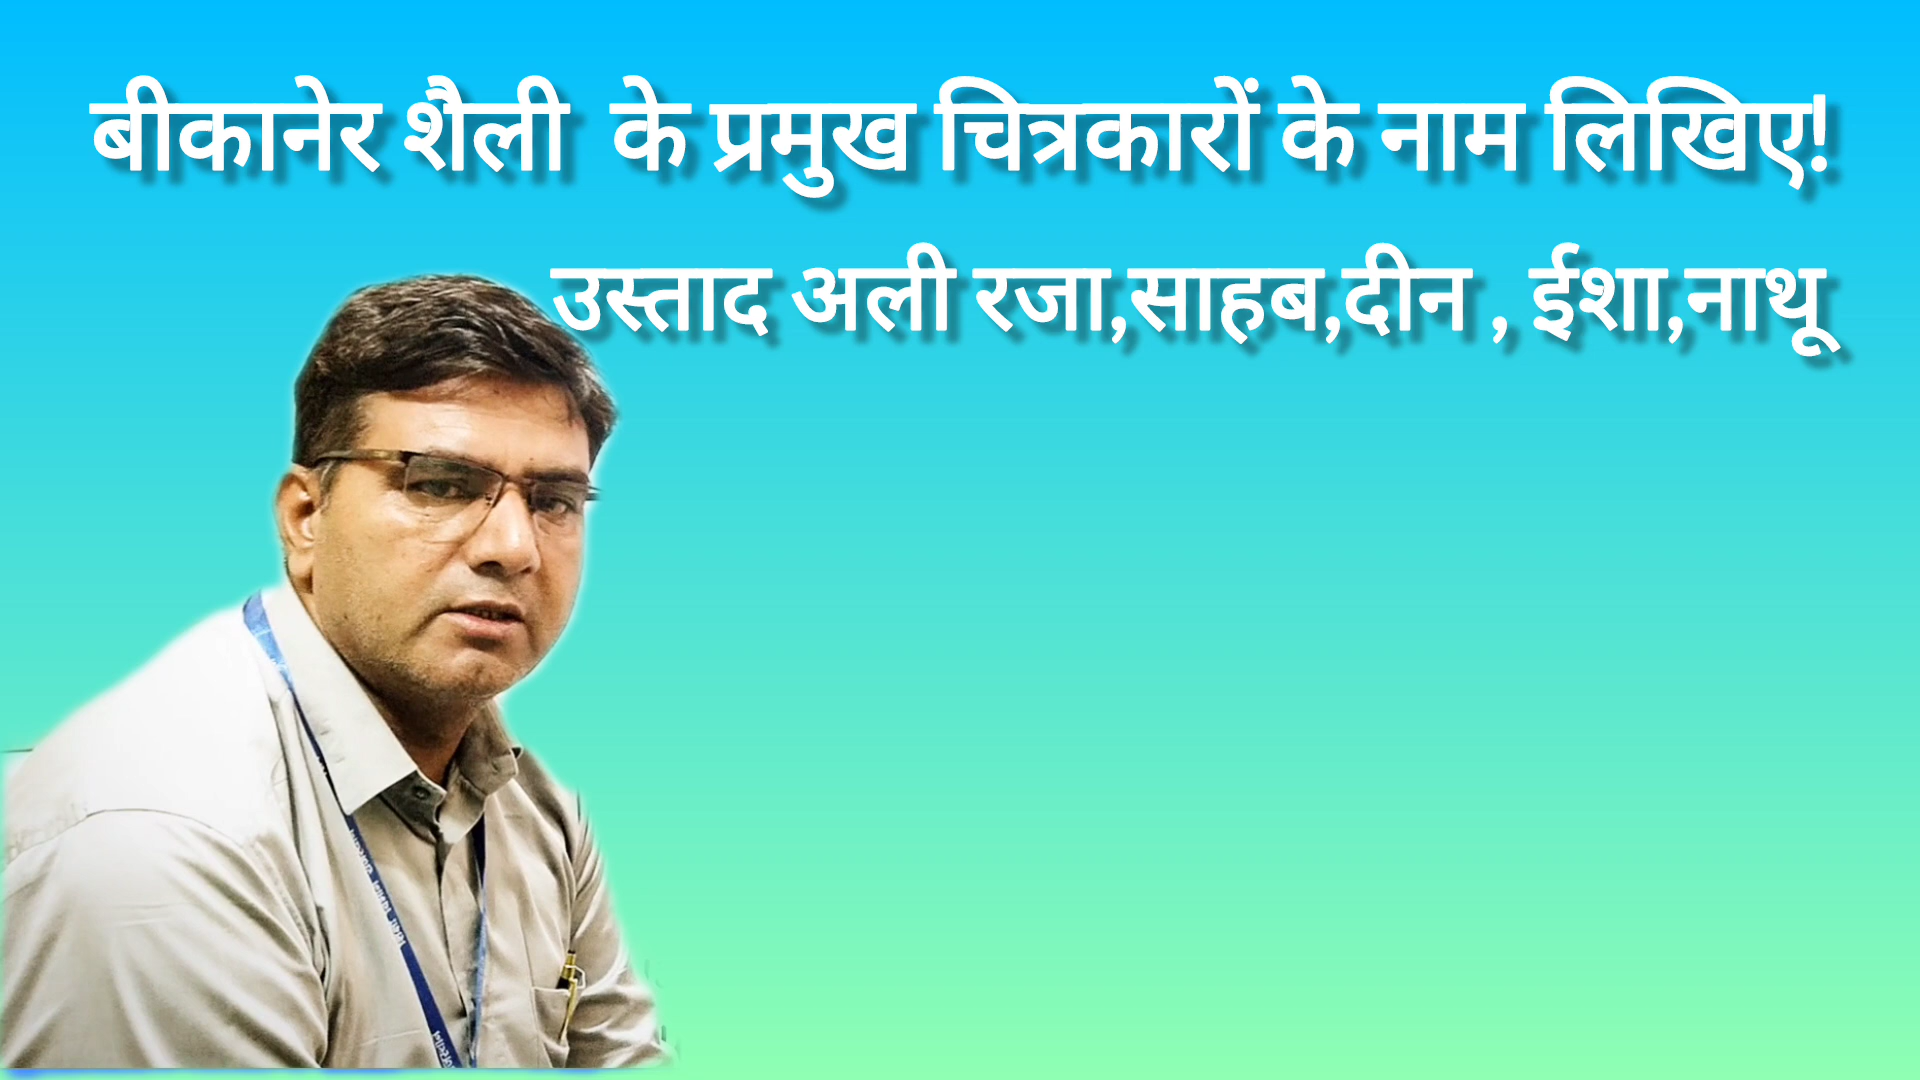 बीकानेर शैली के प्रमुख चित्रकारों के नाम लिखिए!
उस्ताद अली रजा,साहब,दीन , ईशा,नाथू